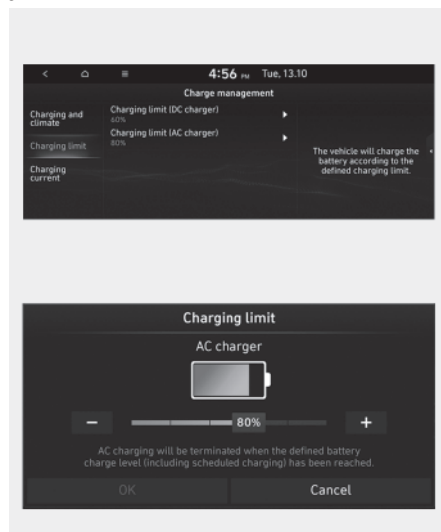 4:56 PM Tue, 13.10
Charge management
Charging and
climate
Charging limit (DC charger)
60%
Charging limit
Charging limit (AC charger)
80%
Charging
current
The vehicle will charge the
battery according to the
defined charging limit.
Charging limit
AC charger
− 80% +
AC charging will be terminated when the defined battery
charge level (including scheduled charging) has been reached.
OK Cancel